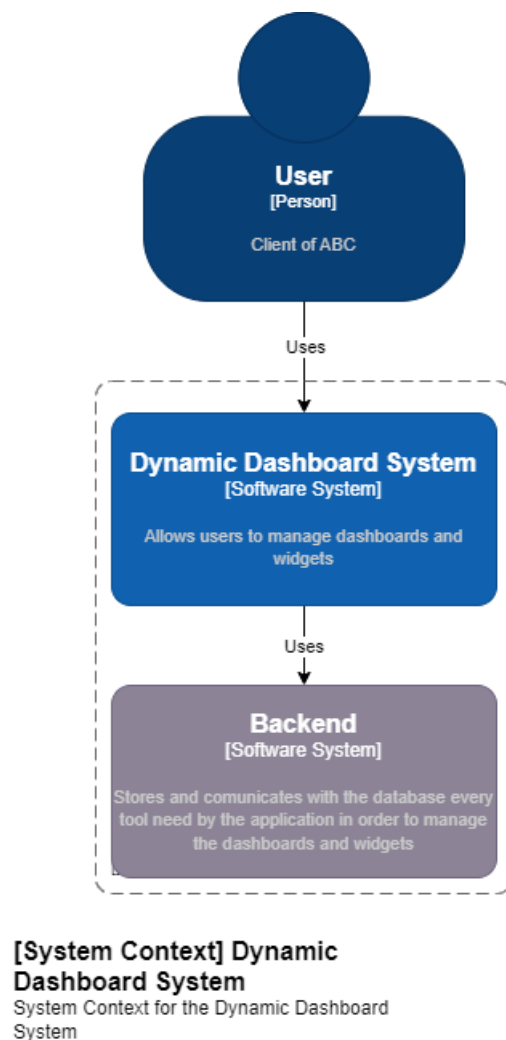 User
[Person]
Client of ABC
Uses
Dynamic Dashboard System
[Software System]
Allows users to manage dashboards and
widgets
Uses
Backend
[Software System]
Stores and comunicates with the database every
tool need by the application in order to manage
the dashboards and widgets
[System Context] Dynamic
Dashboard System
System Context for the Dynamic Dashboard
System